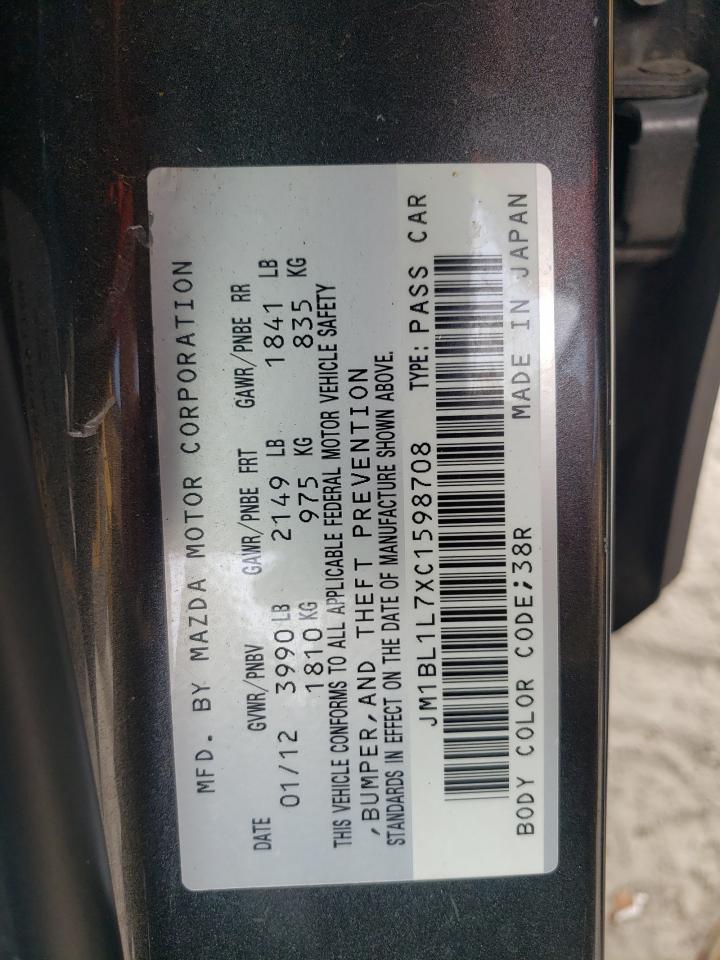 MFD. BY MAZDA MOTOR CORPORATION
DATE GVWR/PNBV GAWR/PNBE FRT GAWR/PNBE RR
01/12 3990 LB 2149 LB 1841 LB
1810 KG 975 KG 835 KG
THIS VEHICLE CONFORMS TO ALL APPLICABLE FEDERAL MOTOR VEHICLE SAFETY
,BUMPER,AND THEFT PREVENTION
STANDARDS IN EFFECT ON THE DATE OF MANUFACTURE SHOWN ABOVE.
JM1BL1L7XC1598708 TYPE: PASS CAR
BODY COLOR CODE;38R MADE IN JAPAN